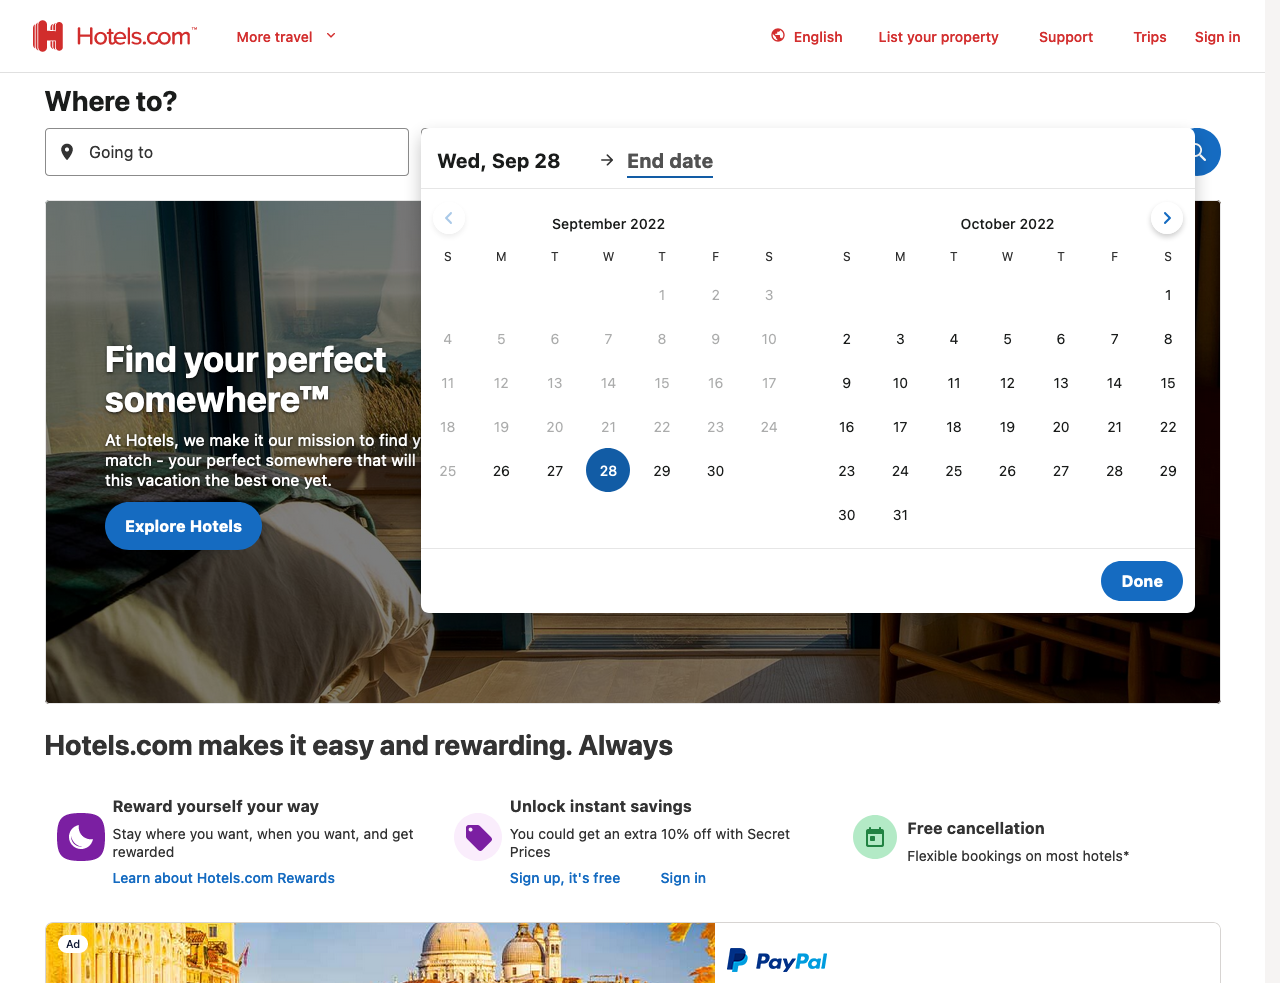 Hotels.com™
More travel
English
List your property
Support
Trips
Sign in
Where to?
Going to
Wed, Sep 28
End date
September 2022
S M T W T F S
1 2 3
4 5 6 7 8 9 10
11 12 13 14 15 16 17
18 19 20 21 22 23 24
25 26 27 28 29 30
October 2022
S M T W T F S
1
2 3 4 5 6 7 8
9 10 11 12 13 14 15
16 17 18 19 20 21 22
23 24 25 26 27 28 29
30 31
Done
Find your perfect
somewhere™
At Hotels, we make it our mission to find y
match - your perfect somewhere that will
this vacation the best one yet.
Explore Hotels
Hotels.com makes it easy and rewarding. Always
Reward yourself your way
Stay where you want, when you want, and get
rewarded
Learn about Hotels.com Rewards
Unlock instant savings
You could get an extra 10% off with Secret
Prices
Sign up, it's free
Sign in
Free cancellation
Flexible bookings on most hotels*
Ad
PayPal